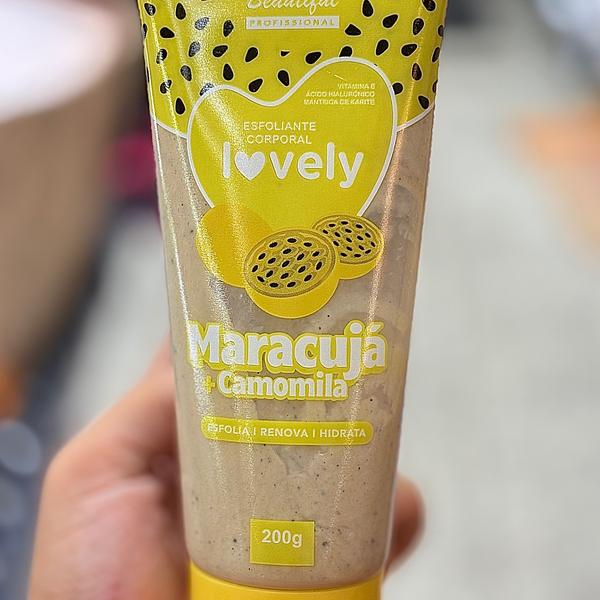 Beautiful
PROFISSIONAL
VITAMINA E
ÁCIDO HIALURÔNICO
MANTEIGA DE KARITÉ
ESFOLIANTE
CORPORAL
lovely
Maracujá
+Camomila
ESFOLIA | RENOVA | HIDRATA
200g